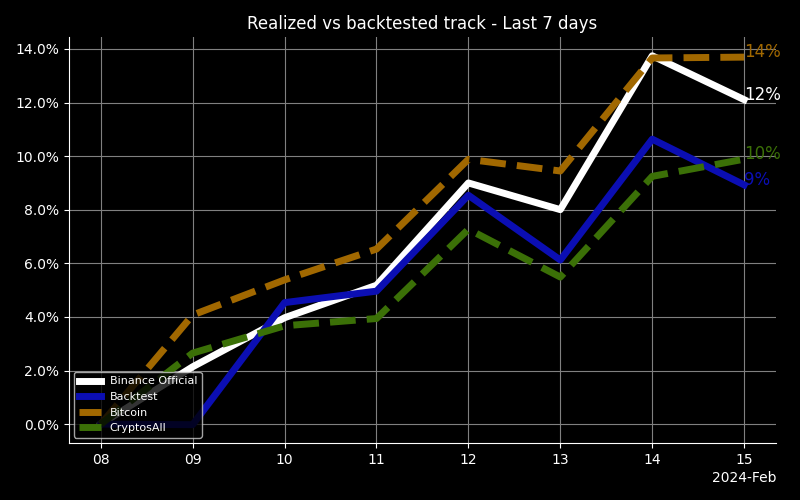 Realized vs backtested track - Last 7 days
14.0%
12.0%
10.0%
8.0%
6.0%
4.0%
2.0%
0.0%
14%
12%
10%
9%
Binance Official
Backtest
Bitcoin
CryptosAll
08 09 10 11 12 13 14 15
2024-Feb